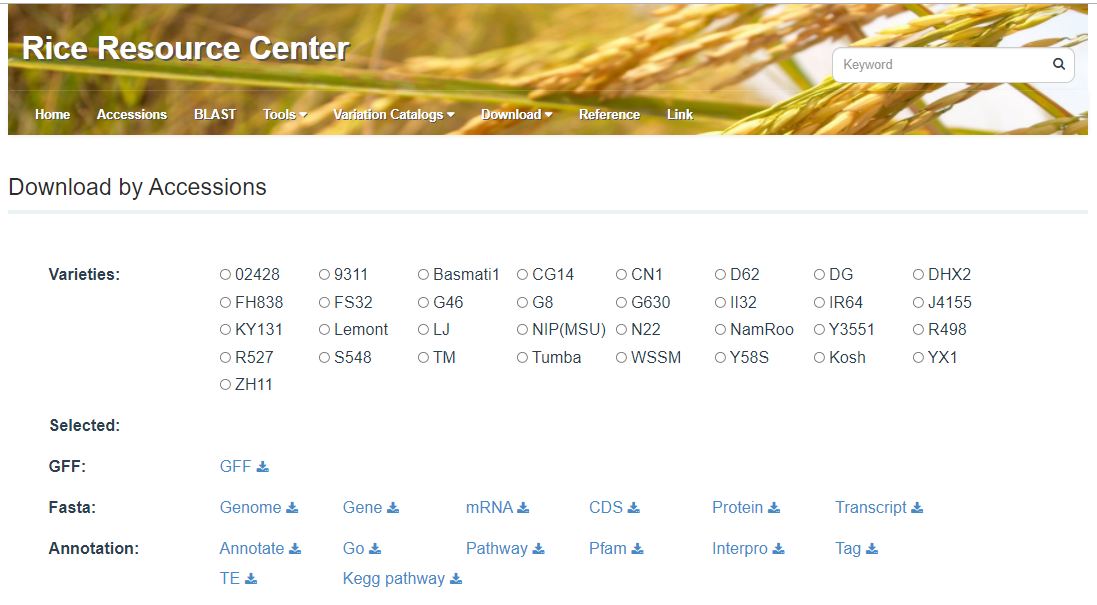 Rice Resource Center
Keyword
Home Accessions BLAST Tools Variation Catalogs Download Reference Link
Download by Accessions
Varieties: 02428 9311 Basmati1 CG14 CN1 D62 DG DHX2
FH838 FS32 G46 G8 G630 II32 IR64 J4155
KY131 Lemont LJ NIP(MSU) N22 NamRoo Y3551 R498
R527 S548 TM Tumba WSSM Y58S Kosh YX1
ZH11
Selected:
GFF: GFF
Fasta: Genome Gene mRNA CDS Protein Transcript
Annotation: Annotate Go Pathway Pfam Interpro Tag
TE Kegg pathway